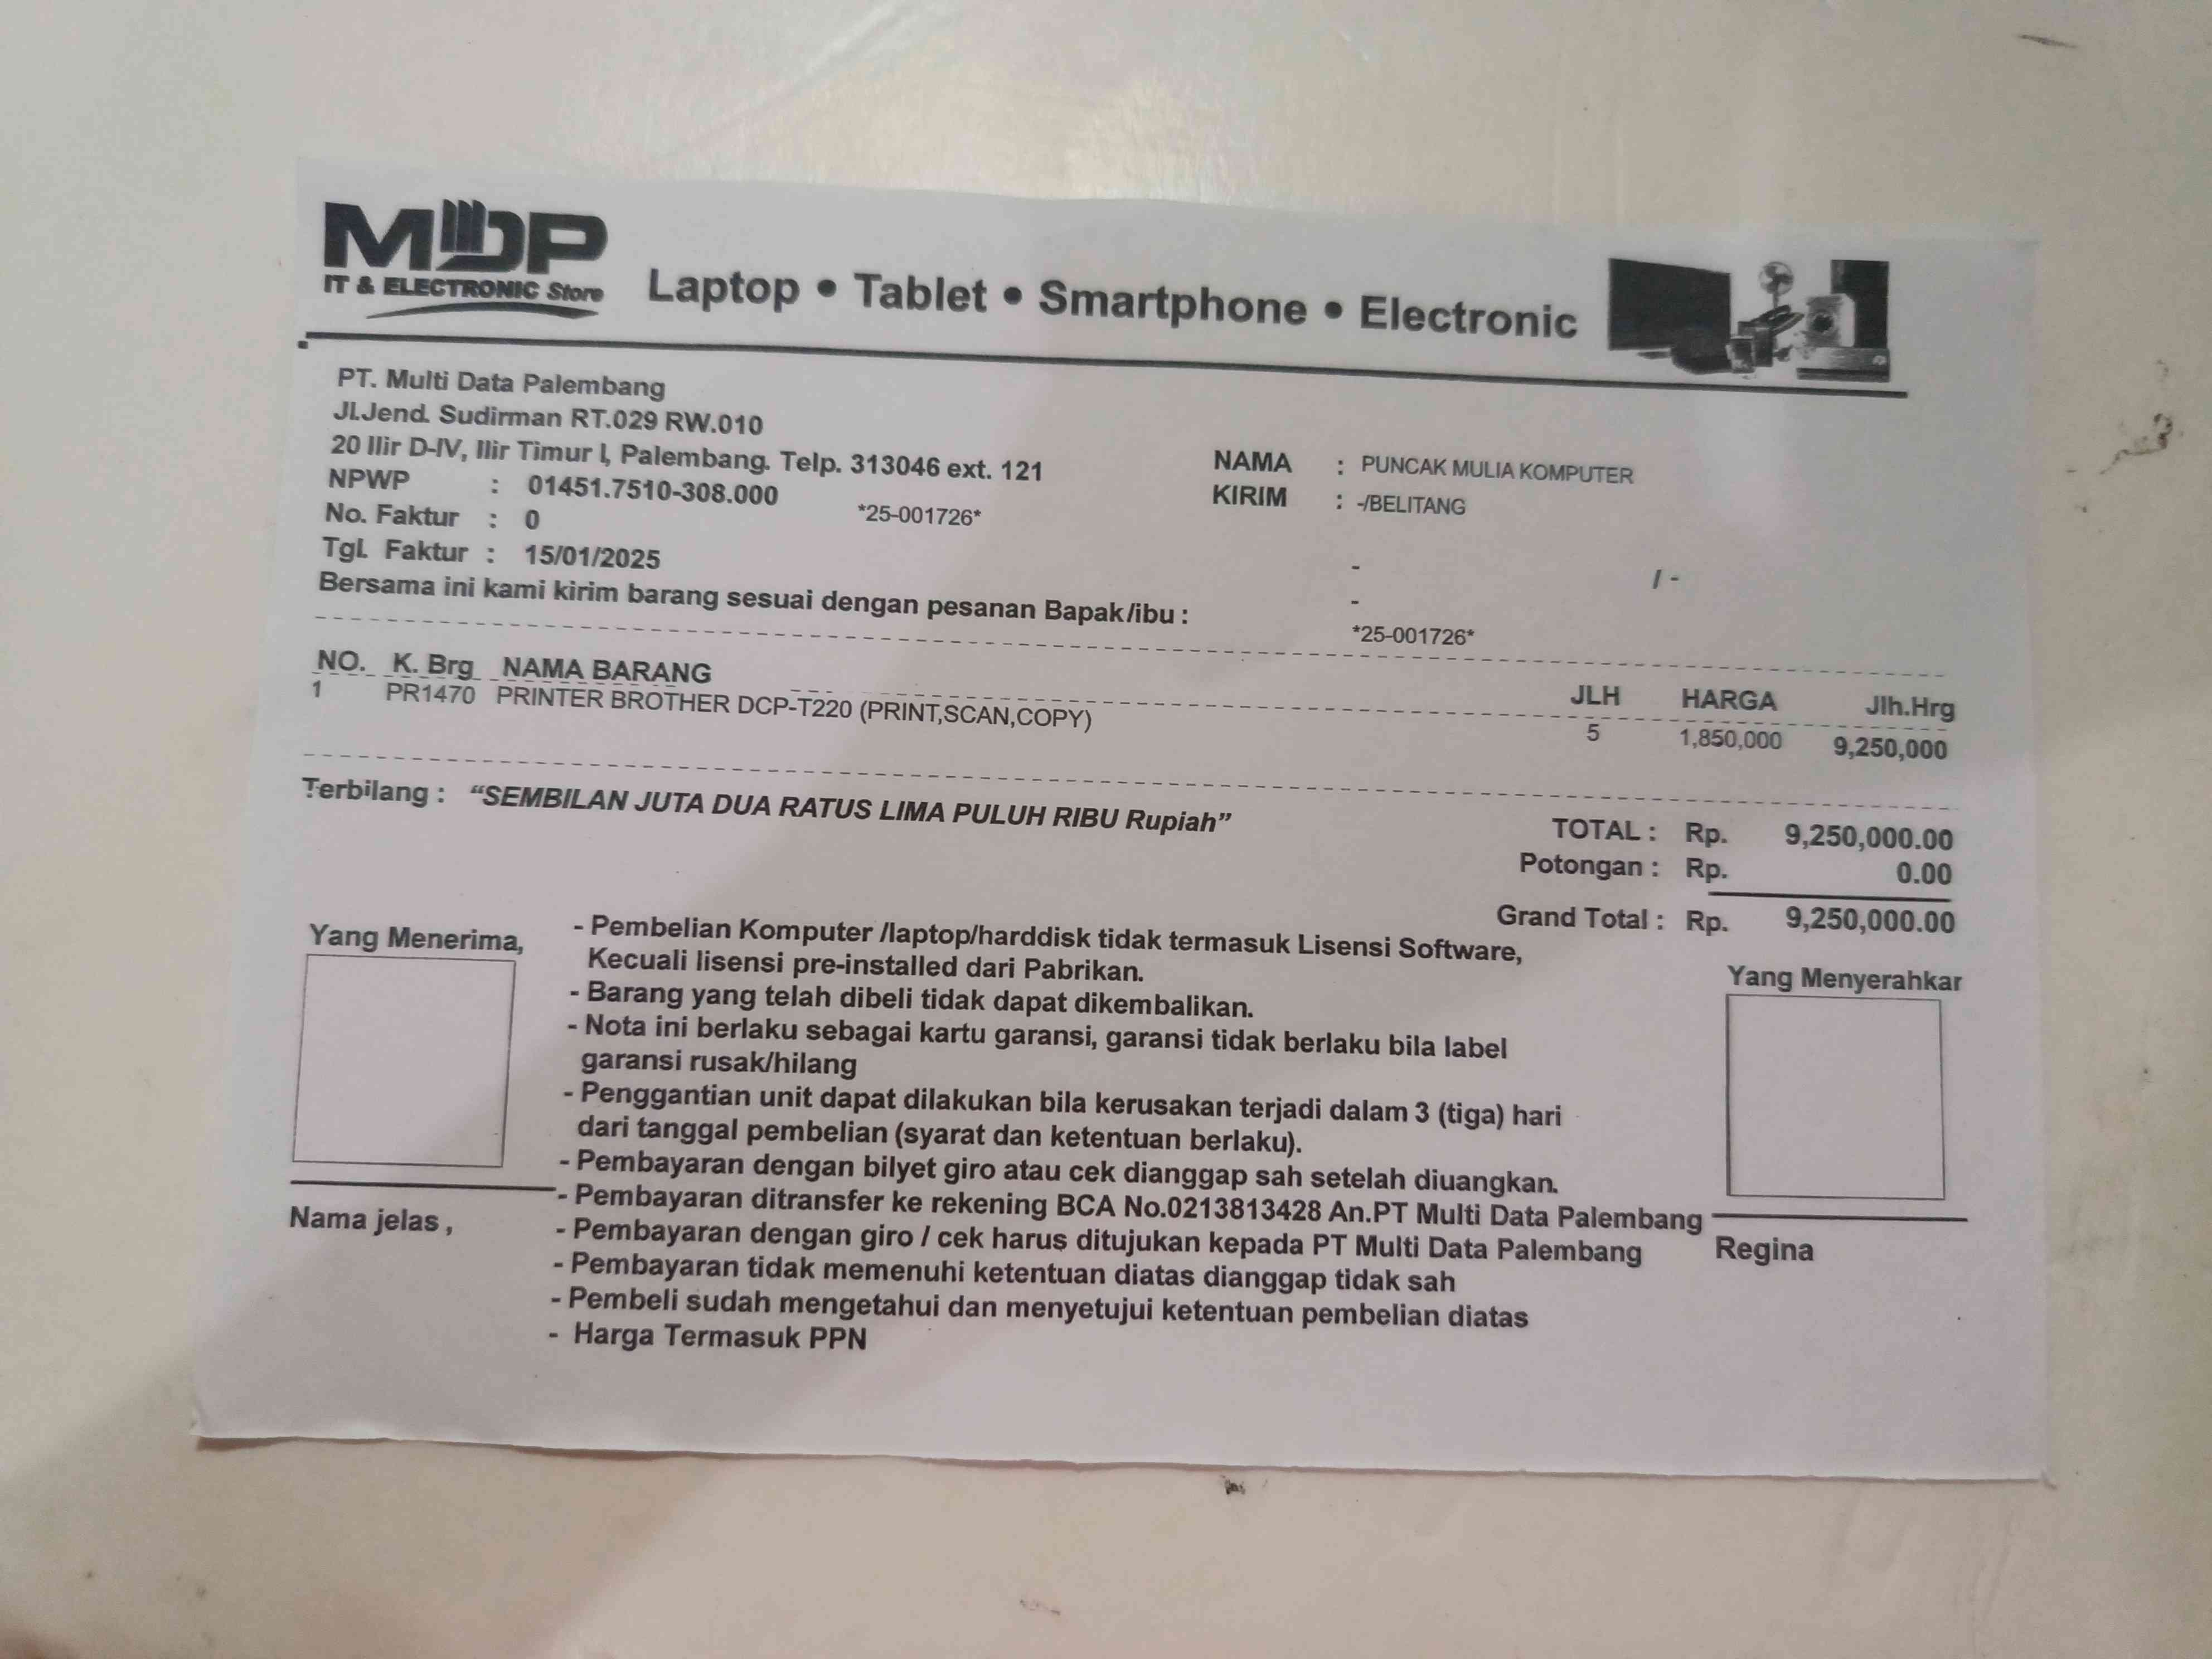 MDP
IT & ELECTRONIC Store
Laptop • Tablet • Smartphone • Electronic
PT. Multi Data Palembang
Jl.Jend. Sudirman RT.029 RW.010
20 Ilir D-IV, Ilir Timur I, Palembang. Telp. 313046 ext. 121
NPWP : 01451.7510-308.000
No. Faktur : 0 *25-001726*
Tgl. Faktur : 15/01/2025
Bersama ini kami kirim barang sesuai dengan pesanan Bapak/ibu :
NAMA : PUNCAK MULIA KOMPUTER
KIRIM : -/BELITANG
- / -
-
*25-001726*
NO. K. Brg NAMA BARANG JLH HARGA Jlh.Hrg
1 PR1470 PRINTER BROTHER DCP-T220 (PRINT,SCAN,COPY) 5 1,850,000 9,250,000
Terbilang : “SEMBILAN JUTA DUA RATUS LIMA PULUH RIBU Rupiah”
TOTAL : Rp. 9,250,000.00
Potongan : Rp. 0.00
Grand Total : Rp. 9,250,000.00
Yang Menerima,
Nama jelas ,
- Pembelian Komputer /laptop/harddisk tidak termasuk Lisensi Software,
Kecuali lisensi pre-installed dari Pabrikan.
- Barang yang telah dibeli tidak dapat dikembalikan.
- Nota ini berlaku sebagai kartu garansi, garansi tidak berlaku bila label
garansi rusak/hilang
- Penggantian unit dapat dilakukan bila kerusakan terjadi dalam 3 (tiga) hari
dari tanggal pembelian (syarat dan ketentuan berlaku).
- Pembayaran dengan bilyet giro atau cek dianggap sah setelah diuangkan.
- Pembayaran ditransfer ke rekening BCA No.0213813428 An.PT Multi Data Palembang
- Pembayaran dengan giro / cek harus ditujukan kepada PT Multi Data Palembang
- Pembayaran tidak memenuhi ketentuan diatas dianggap tidak sah
- Pembeli sudah mengetahui dan menyetujui ketentuan pembelian diatas
- Harga Termasuk PPN
Yang Menyerahkar
Regina